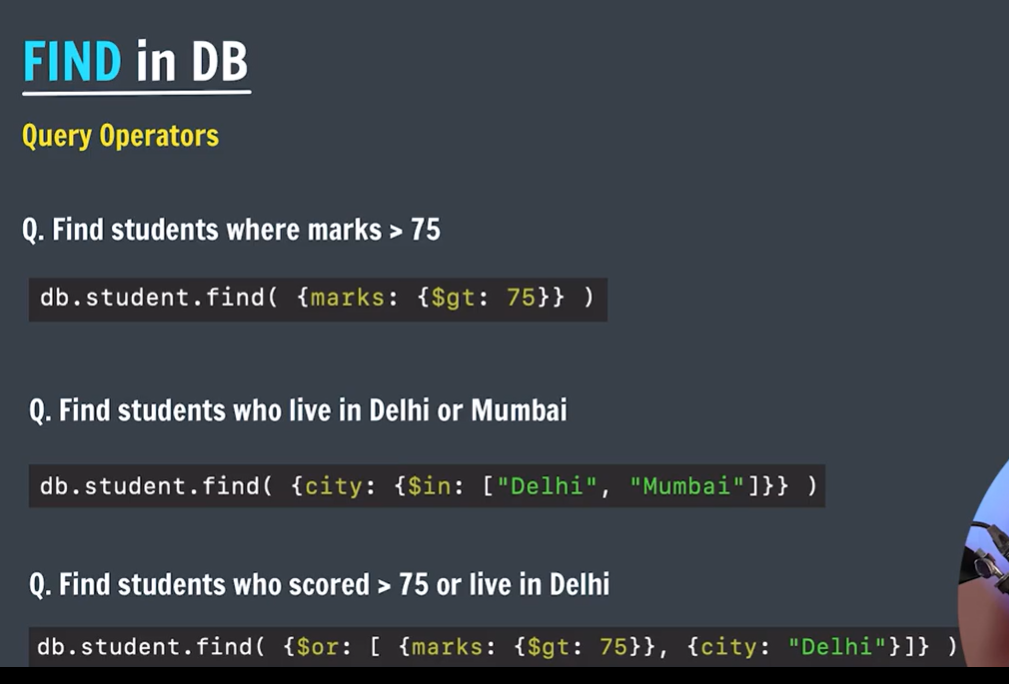 FIND in DB
Query Operators
Q. Find students where marks > 75
db.student.find( {marks: {$gt: 75}} )
Q. Find students who live in Delhi or Mumbai
db.student.find( {city: {$in: ["Delhi", "Mumbai"]}} )
Q. Find students who scored > 75 or live in Delhi
db.student.find( {$or: [ {marks: {$gt: 75}}, {city: "Delhi"}]} )